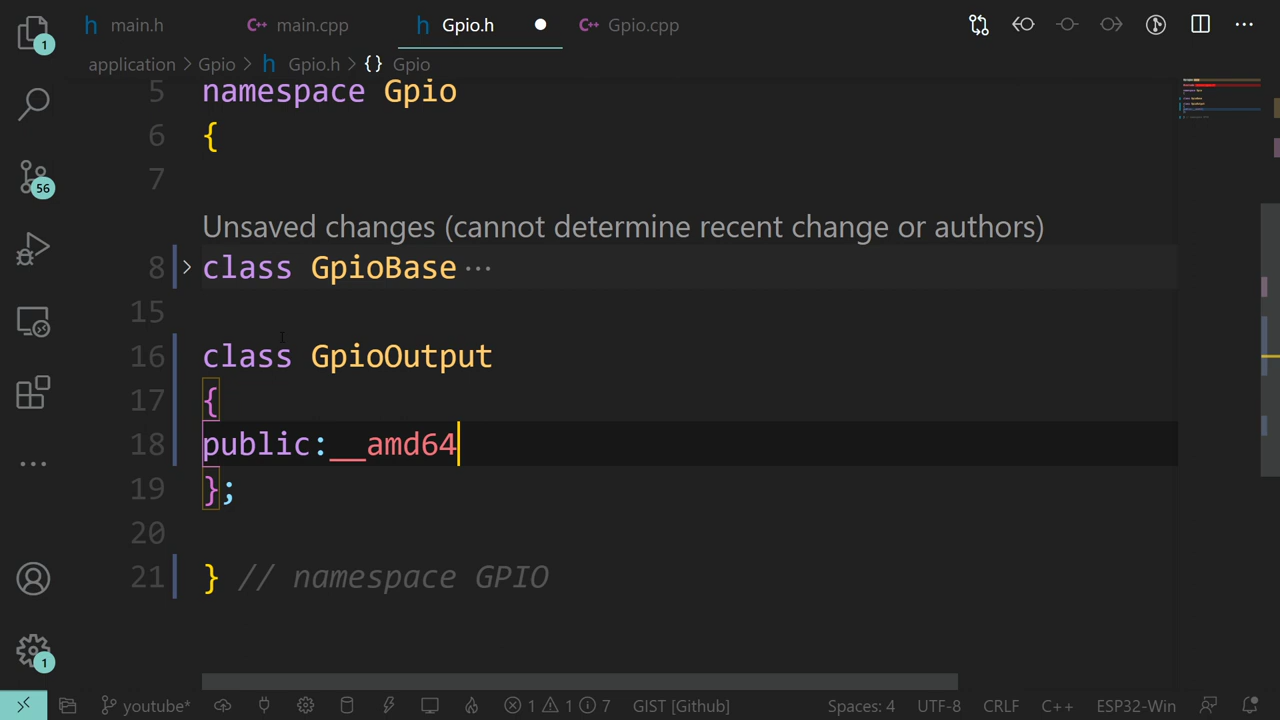 1
56
1
main.h
main.cpp
Gpio.h
Gpio.cpp
application > Gpio > h Gpio.h > {} Gpio
5 namespace Gpio
6 {
7
Unsaved changes (cannot determine recent change or authors)
8 > class GpioBase ···
15
16 class GpioOutput
17 {
18 public:__amd64
19 };
20
21 } // namespace GPIO
youtube* 1 1 7 GIST [Github] Spaces: 4 UTF-8 CRLF C++ ESP32-Win